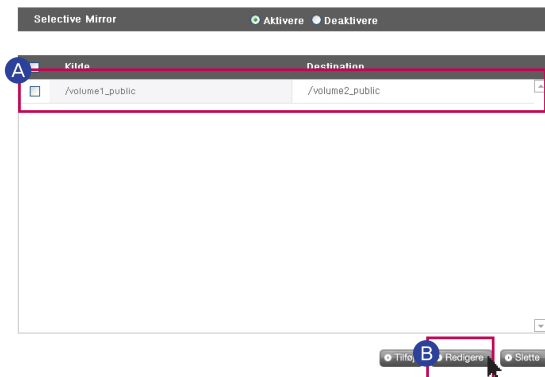 Selective Mirror Aktivere Deaktivere
A Kilde Destination
/volume1_public /volume2_public
B Redigere Slette